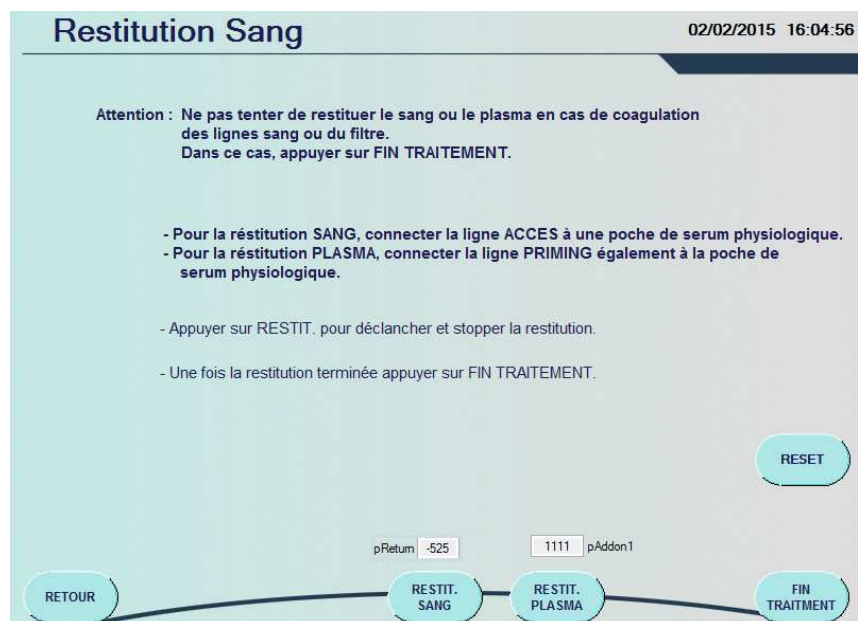 Restitution Sang
02/02/2015 16:04:56
Attention : Ne pas tenter de restituer le sang ou le plasma en cas de coagulation
des lignes sang ou du filtre.
Dans ce cas, appuyer sur FIN TRAITEMENT.
- Pour la réstitution SANG, connecter la ligne ACCES à une poche de serum physiologique.
- Pour la réstitution PLASMA, connecter la ligne PRIMING également à la poche de
serum physiologique.
- Appuyer sur RESTIT. pour déclancher et stopper la restitution.
- Une fois la restitution terminée appuyer sur FIN TRAITEMENT.
RESET
pReturn -525
1111 pAddon1
RETOUR
RESTIT.
SANG
RESTIT.
PLASMA
FIN
TRAITMENT